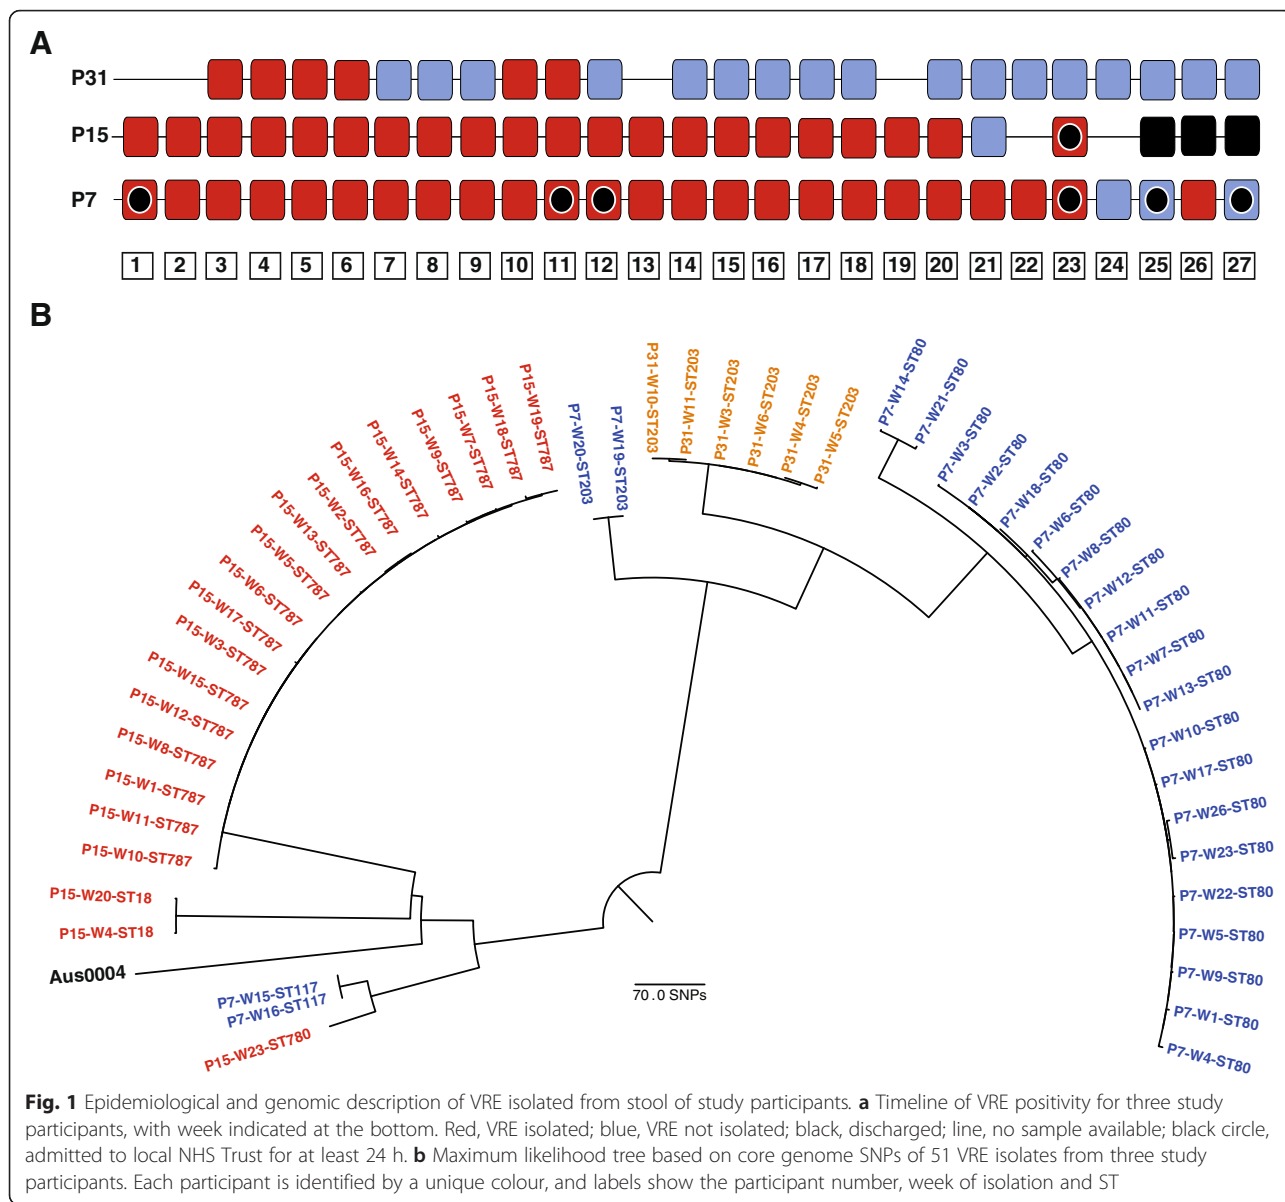 A
P31
P15
P7
1 2 3 4 5 6 7 8 9 10 11 12 13 14 15 16 17 18 19 20 21 22 23 24 25 26 27
B
P15-W19-ST787
P15-W18-ST787
P15-W7-ST787
P15-W9-ST787
P15-W14-ST787
P15-W16-ST787
P15-W2-ST787
P15-W13-ST787
P15-W5-ST787
P15-W6-ST787
P15-W17-ST787
P15-W3-ST787
P15-W15-ST787
P15-W12-ST787
P15-W8-ST787
P15-W1-ST787
P15-W11-ST787
P15-W10-ST787
P15-W20-ST18
P15-W4-ST18
Aus0004
P7-W15-ST117
P7-W16-ST117
P15-W23-ST780
P7-W20-ST203
P7-W19-ST203
P31-W10-ST203
P31-W11-ST203
P31-W3-ST203
P31-W6-ST203
P31-W4-ST203
P31-W5-ST203
P7-W14-ST80
P7-W21-ST80
P7-W3-ST80
P7-W2-ST80
P7-W18-ST80
P7-W6-ST80
P7-W8-ST80
P7-W12-ST80
P7-W11-ST80
P7-W7-ST80
P7-W13-ST80
P7-W10-ST80
P7-W17-ST80
P7-W26-ST80
P7-W23-ST80
P7-W22-ST80
P7-W5-ST80
P7-W9-ST80
P7-W1-ST80
P7-W4-ST80
70.0 SNPs
Fig. 1 Epidemiological and genomic description of VRE isolated from stool of study participants. a Timeline of VRE positivity for three study
participants, with week indicated at the bottom. Red, VRE isolated; blue, VRE not isolated; black, discharged; line, no sample available; black circle,
admitted to local NHS Trust for at least 24 h. b Maximum likelihood tree based on core genome SNPs of 51 VRE isolates from three study
participants. Each participant is identified by a unique colour, and labels show the participant number, week of isolation and ST